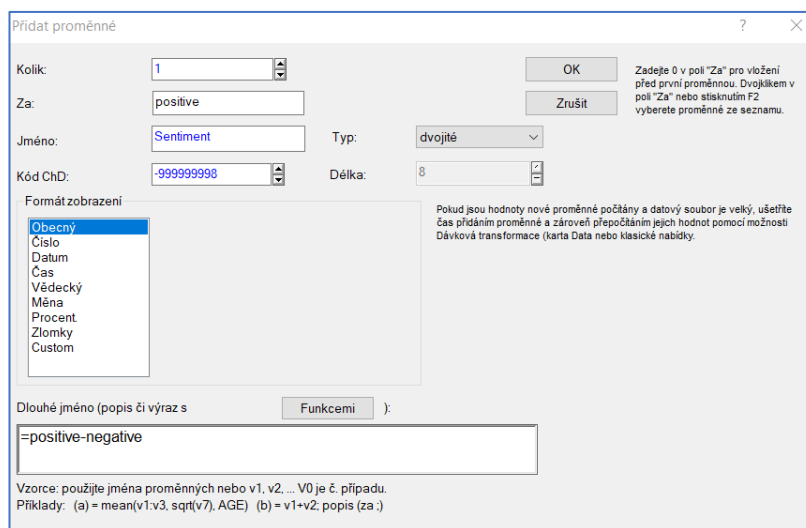 Přidat proměnné
?
Kolik:
1
OK
Zadejte 0 v poli "Za" pro vložení
před první proměnnou. Dvojklikem v
poli "Za" nebo stisknutím F2
vyberete proměnné ze seznamu.
Za:
positive
Zrušit
Jméno:
Sentiment
Typ:
dvojité
Kód ChD:
-999999998
Délka:
8
Formát zobrazení
Obecný
Číslo
Datum
Čas
Vědecký
Měna
Procent.
Zlomky
Custom
Pokud jsou hodnoty nové proměnné počítány a datový soubor je velký, ušetříte
čas přidáním proměnné a zároveň přepočítáním jejich hodnot pomocí možnosti
Dávková transformace (karta Data nebo klasické nabídky.
Dlouhé jméno (popis či výraz s
Funkcemi
):
=positive-negative
Vzorce: použijte jména proměnných nebo v1, v2, ... V0 je č. případu.
Příklady: (a) = mean(v1:v3, sqrt(v7), AGE) (b) = v1+v2; popis (za ;)